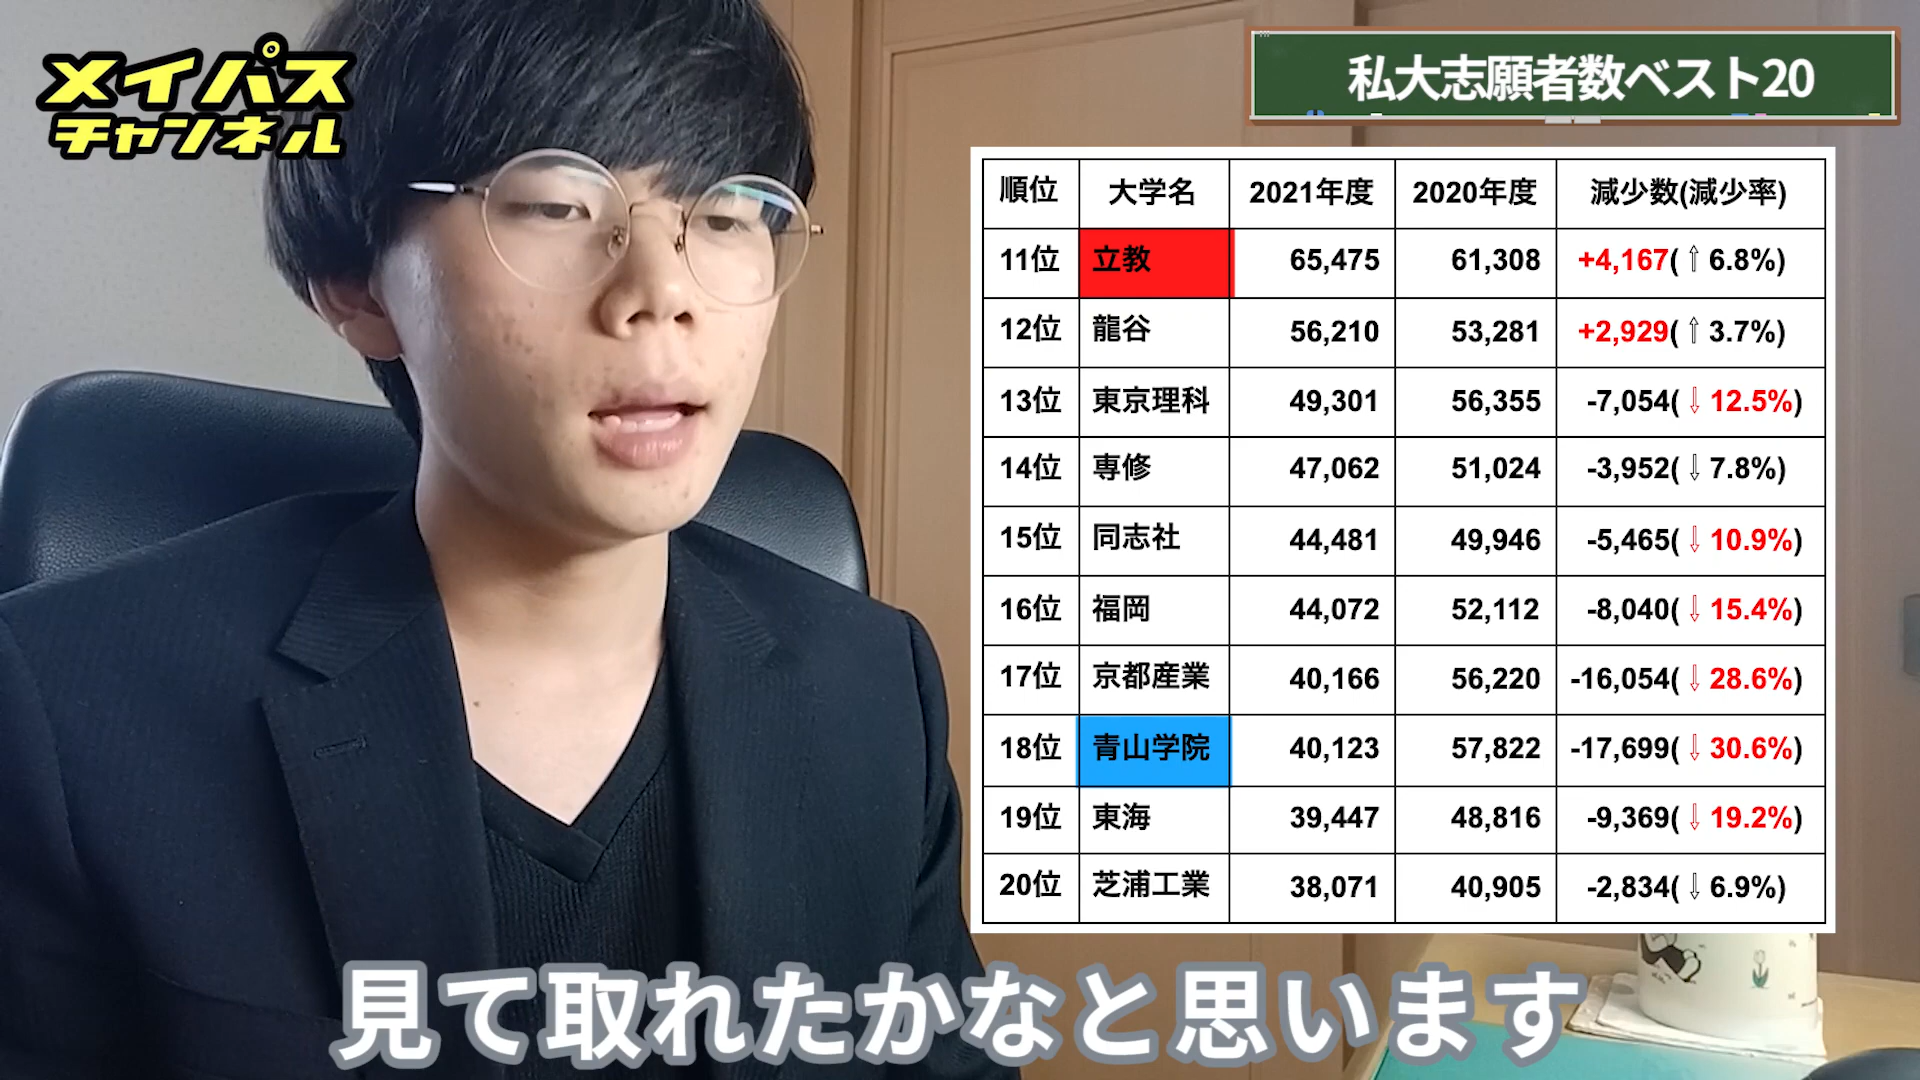 メイパス
チャンネル
私大志願者数ベスト20
順位 大学名 2021年度 2020年度 減少数(減少率)
11位 立教 65,475 61,308 +4,167(⇧6.8%)
12位 龍谷 56,210 53,281 +2,929(⇧3.7%)
13位 東京理科 49,301 56,355 -7,054(⇩12.5%)
14位 専修 47,062 51,024 -3,952(⇩7.8%)
15位 同志社 44,481 49,946 -5,465(⇩10.9%)
16位 福岡 44,072 52,112 -8,040(⇩15.4%)
17位 京都産業 40,166 56,220 -16,054(⇩28.6%)
18位 青山学院 40,123 57,822 -17,699(⇩30.6%)
19位 東海 39,447 48,816 -9,369(⇩19.2%)
20位 芝浦工業 38,071 40,905 -2,834(⇩6.9%)
見て取れたかなと思います